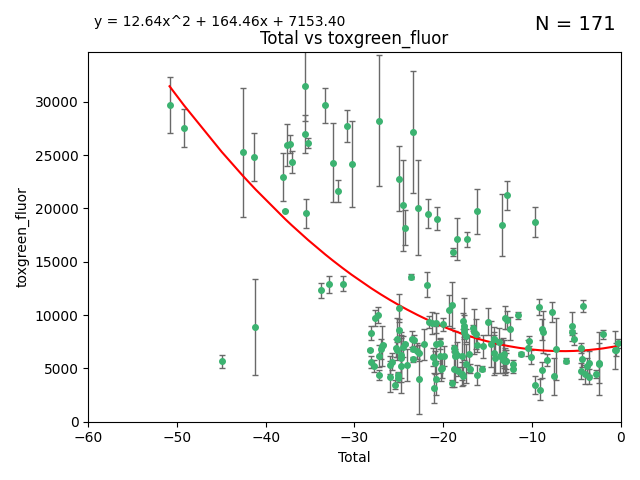 y = 12.64x^2 + 164.46x + 7153.40
N = 171
Total vs toxgreen_fluor
toxgreen_fluor
30000
25000
20000
15000
10000
5000
0
−60
−50
−40
−30
−20
−10
0
Total